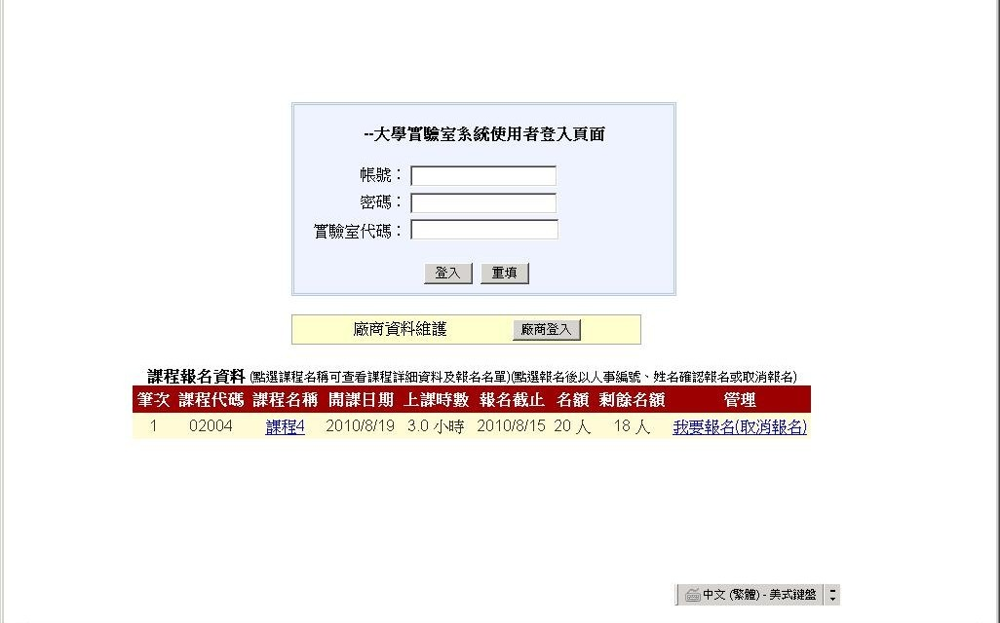 --大學實驗室系統使用者登入頁面
帳號：
密碼：
實驗室代碼：
登入 重填
廠商資料維護 廠商登入
課程報名資料 (點選課程名稱可查看課程詳細資料及報名名單)(點選報名後以人事編號、姓名確認報名或取消報名)
筆次 課程代碼 課程名稱 開課日期 上課時數 報名截止 名額 剩餘名額 管理
1 02004 課程4 2010/8/19 3.0 小時 2010/8/15 20 人 18 人 我要報名(取消報名)
中文 (繁體) - 美式鍵盤